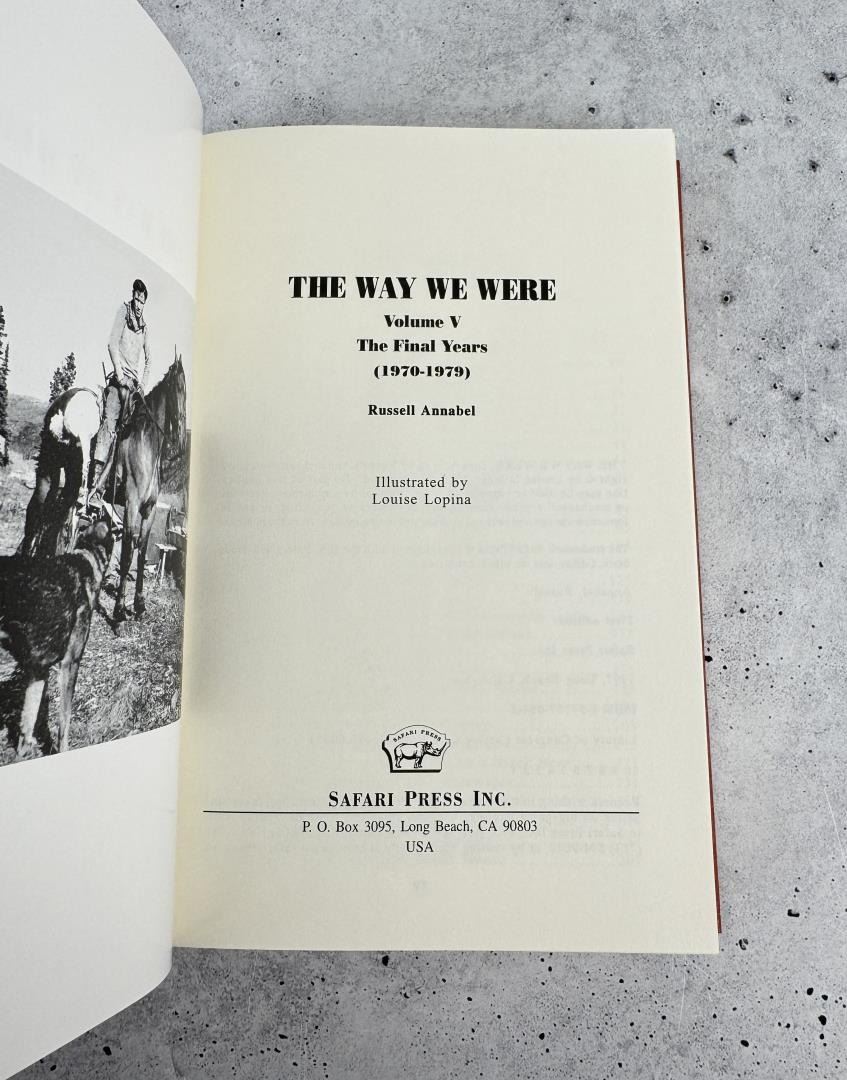 THE WAY WE WERE
Volume V
The Final Years
(1970-1979)
Russell Annabel
Illustrated by
Louise Lopina
SAFARI PRESS
SAFARI PRESS INC.
P. O. Box 3095, Long Beach, CA 90803
USA